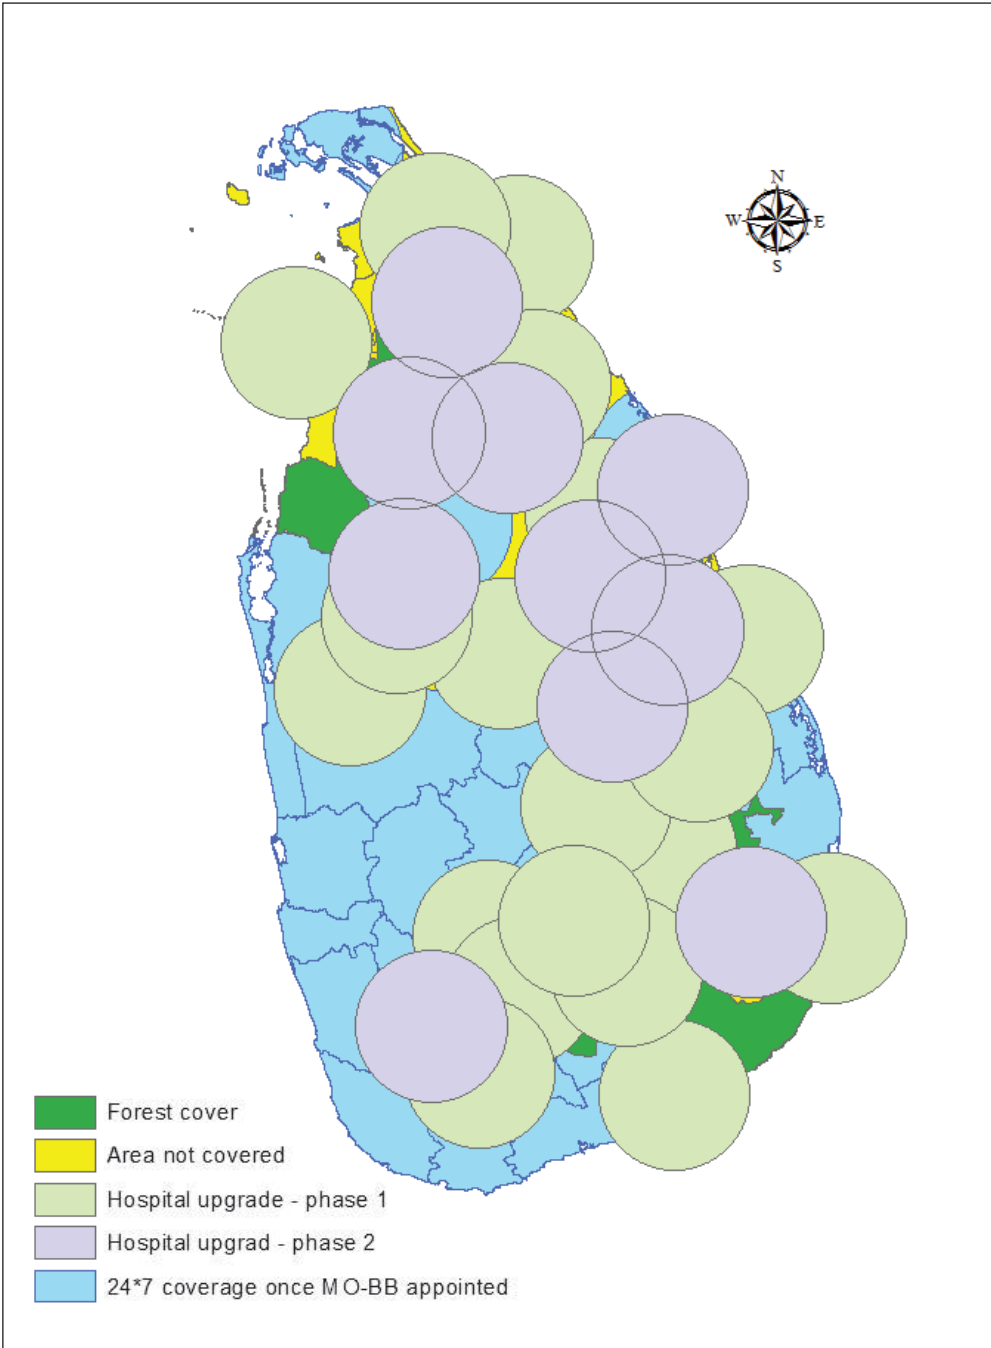 N
W E
S
Forest cover
Area not covered
Hospital upgrade - phase 1
Hospital upgrad - phase 2
24*7 coverage once MO-BB appointed